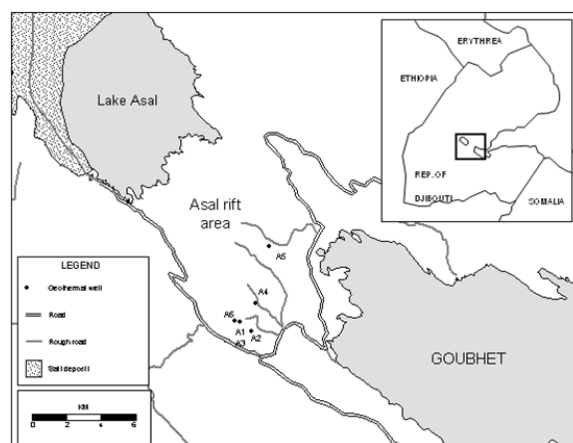 ERYTHREA
ETHIOPIA
REP. OF
DJIBOUTI
SOMALIA
Lake Asal
Asal rift
area
A5
A4
A6
A1
A2
A3
GOUBHET
LEGEND
Geothermal well
Road
Rough road
Salt deposit
KM
0 2 4 6